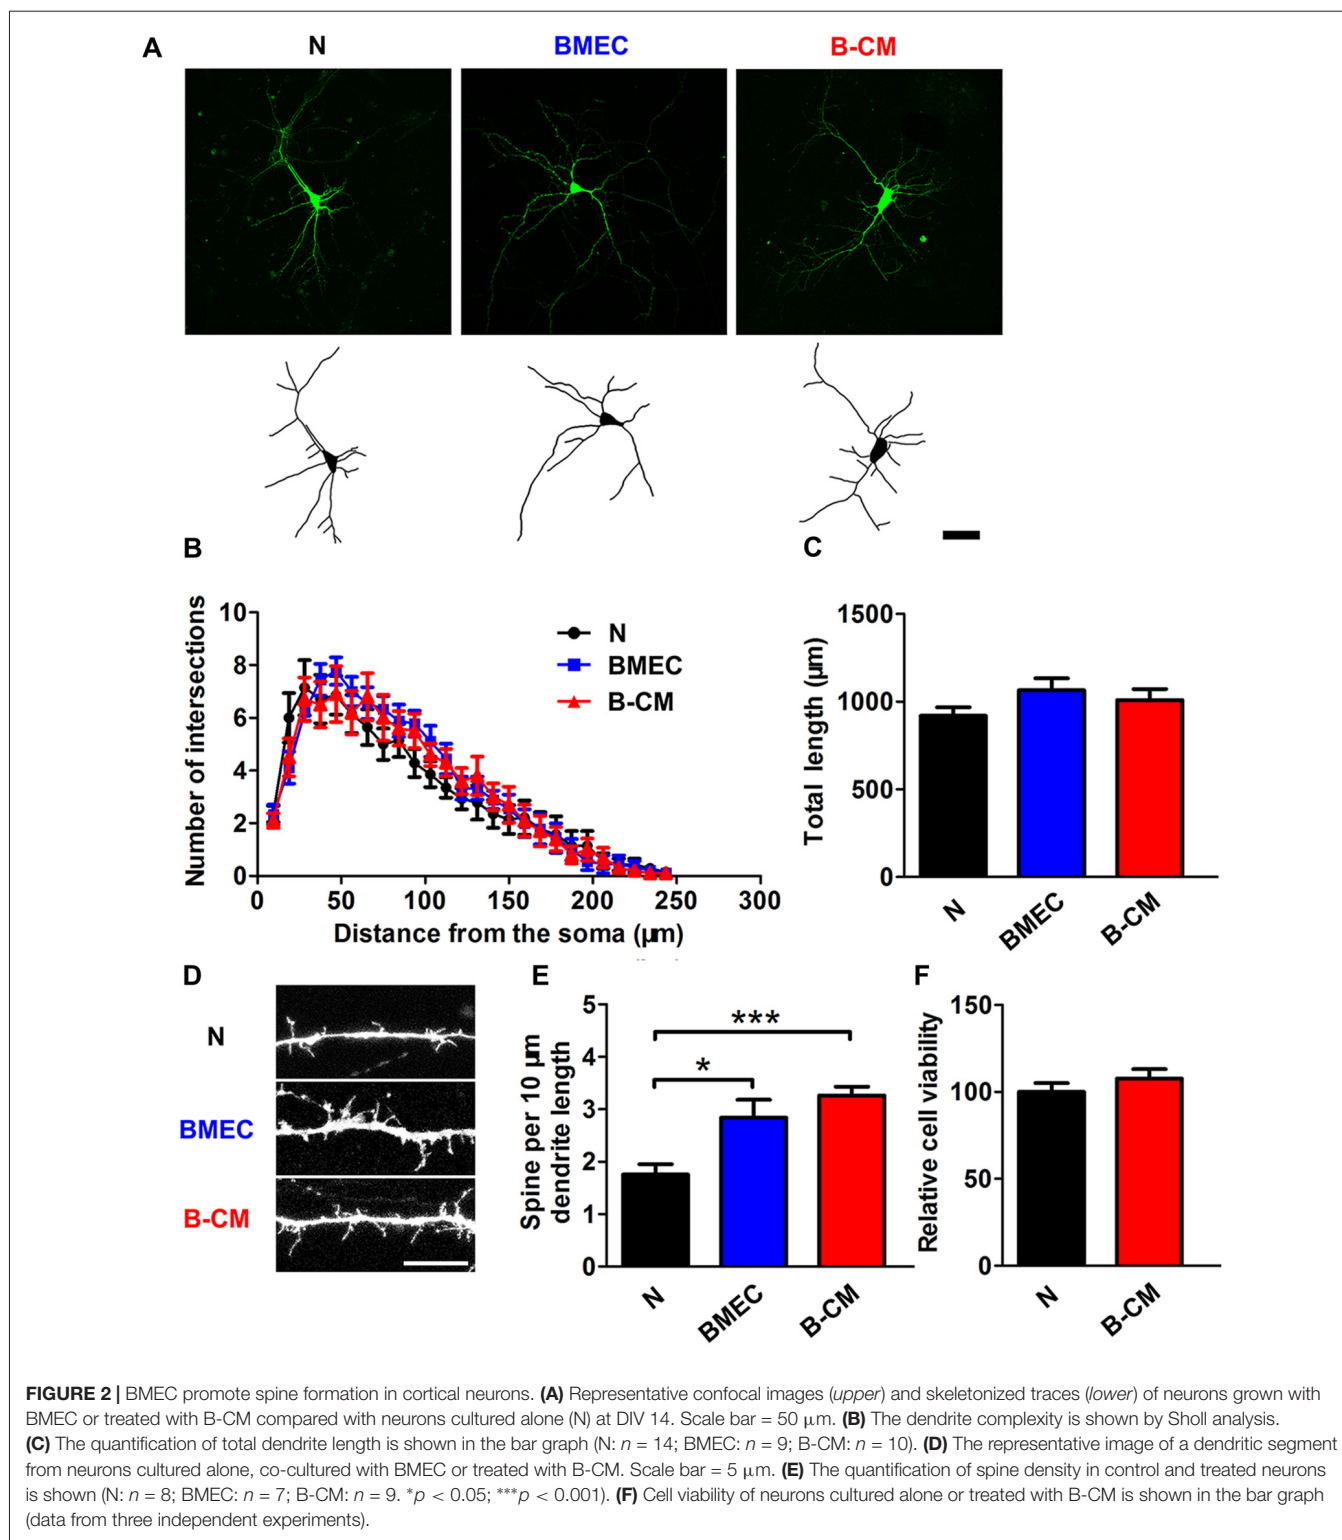 A
N
BMEC
B-CM
B
Number of intersections
10
8
6
4
2
0
0
50
100
150
200
250
300
Distance from the soma (μm)
N
BMEC
B-CM
C
Total length (μm)
1500
1000
500
0
N
BMEC
B-CM
D
N
BMEC
B-CM
E
Spine per 10 μm
dendrite length
5
4
3
2
1
0
*
***
N
BMEC
B-CM
F
Relative cell viability
150
100
50
0
N
B-CM
FIGURE 2 | BMEC promote spine formation in cortical neurons. (A) Representative confocal images (upper) and skeletonized traces (lower) of neurons grown with
BMEC or treated with B-CM compared with neurons cultured alone (N) at DIV 14. Scale bar = 50 μm. (B) The dendrite complexity is shown by Sholl analysis.
(C) The quantification of total dendrite length is shown in the bar graph (N: n = 14; BMEC: n = 9; B-CM: n = 10). (D) The representative image of a dendritic segment
from neurons cultured alone, co-cultured with BMEC or treated with B-CM. Scale bar = 5 μm. (E) The quantification of spine density in control and treated neurons
is shown (N: n = 8; BMEC: n = 7; B-CM: n = 9. *p < 0.05; ***p < 0.001). (F) Cell viability of neurons cultured alone or treated with B-CM is shown in the bar graph
(data from three independent experiments).